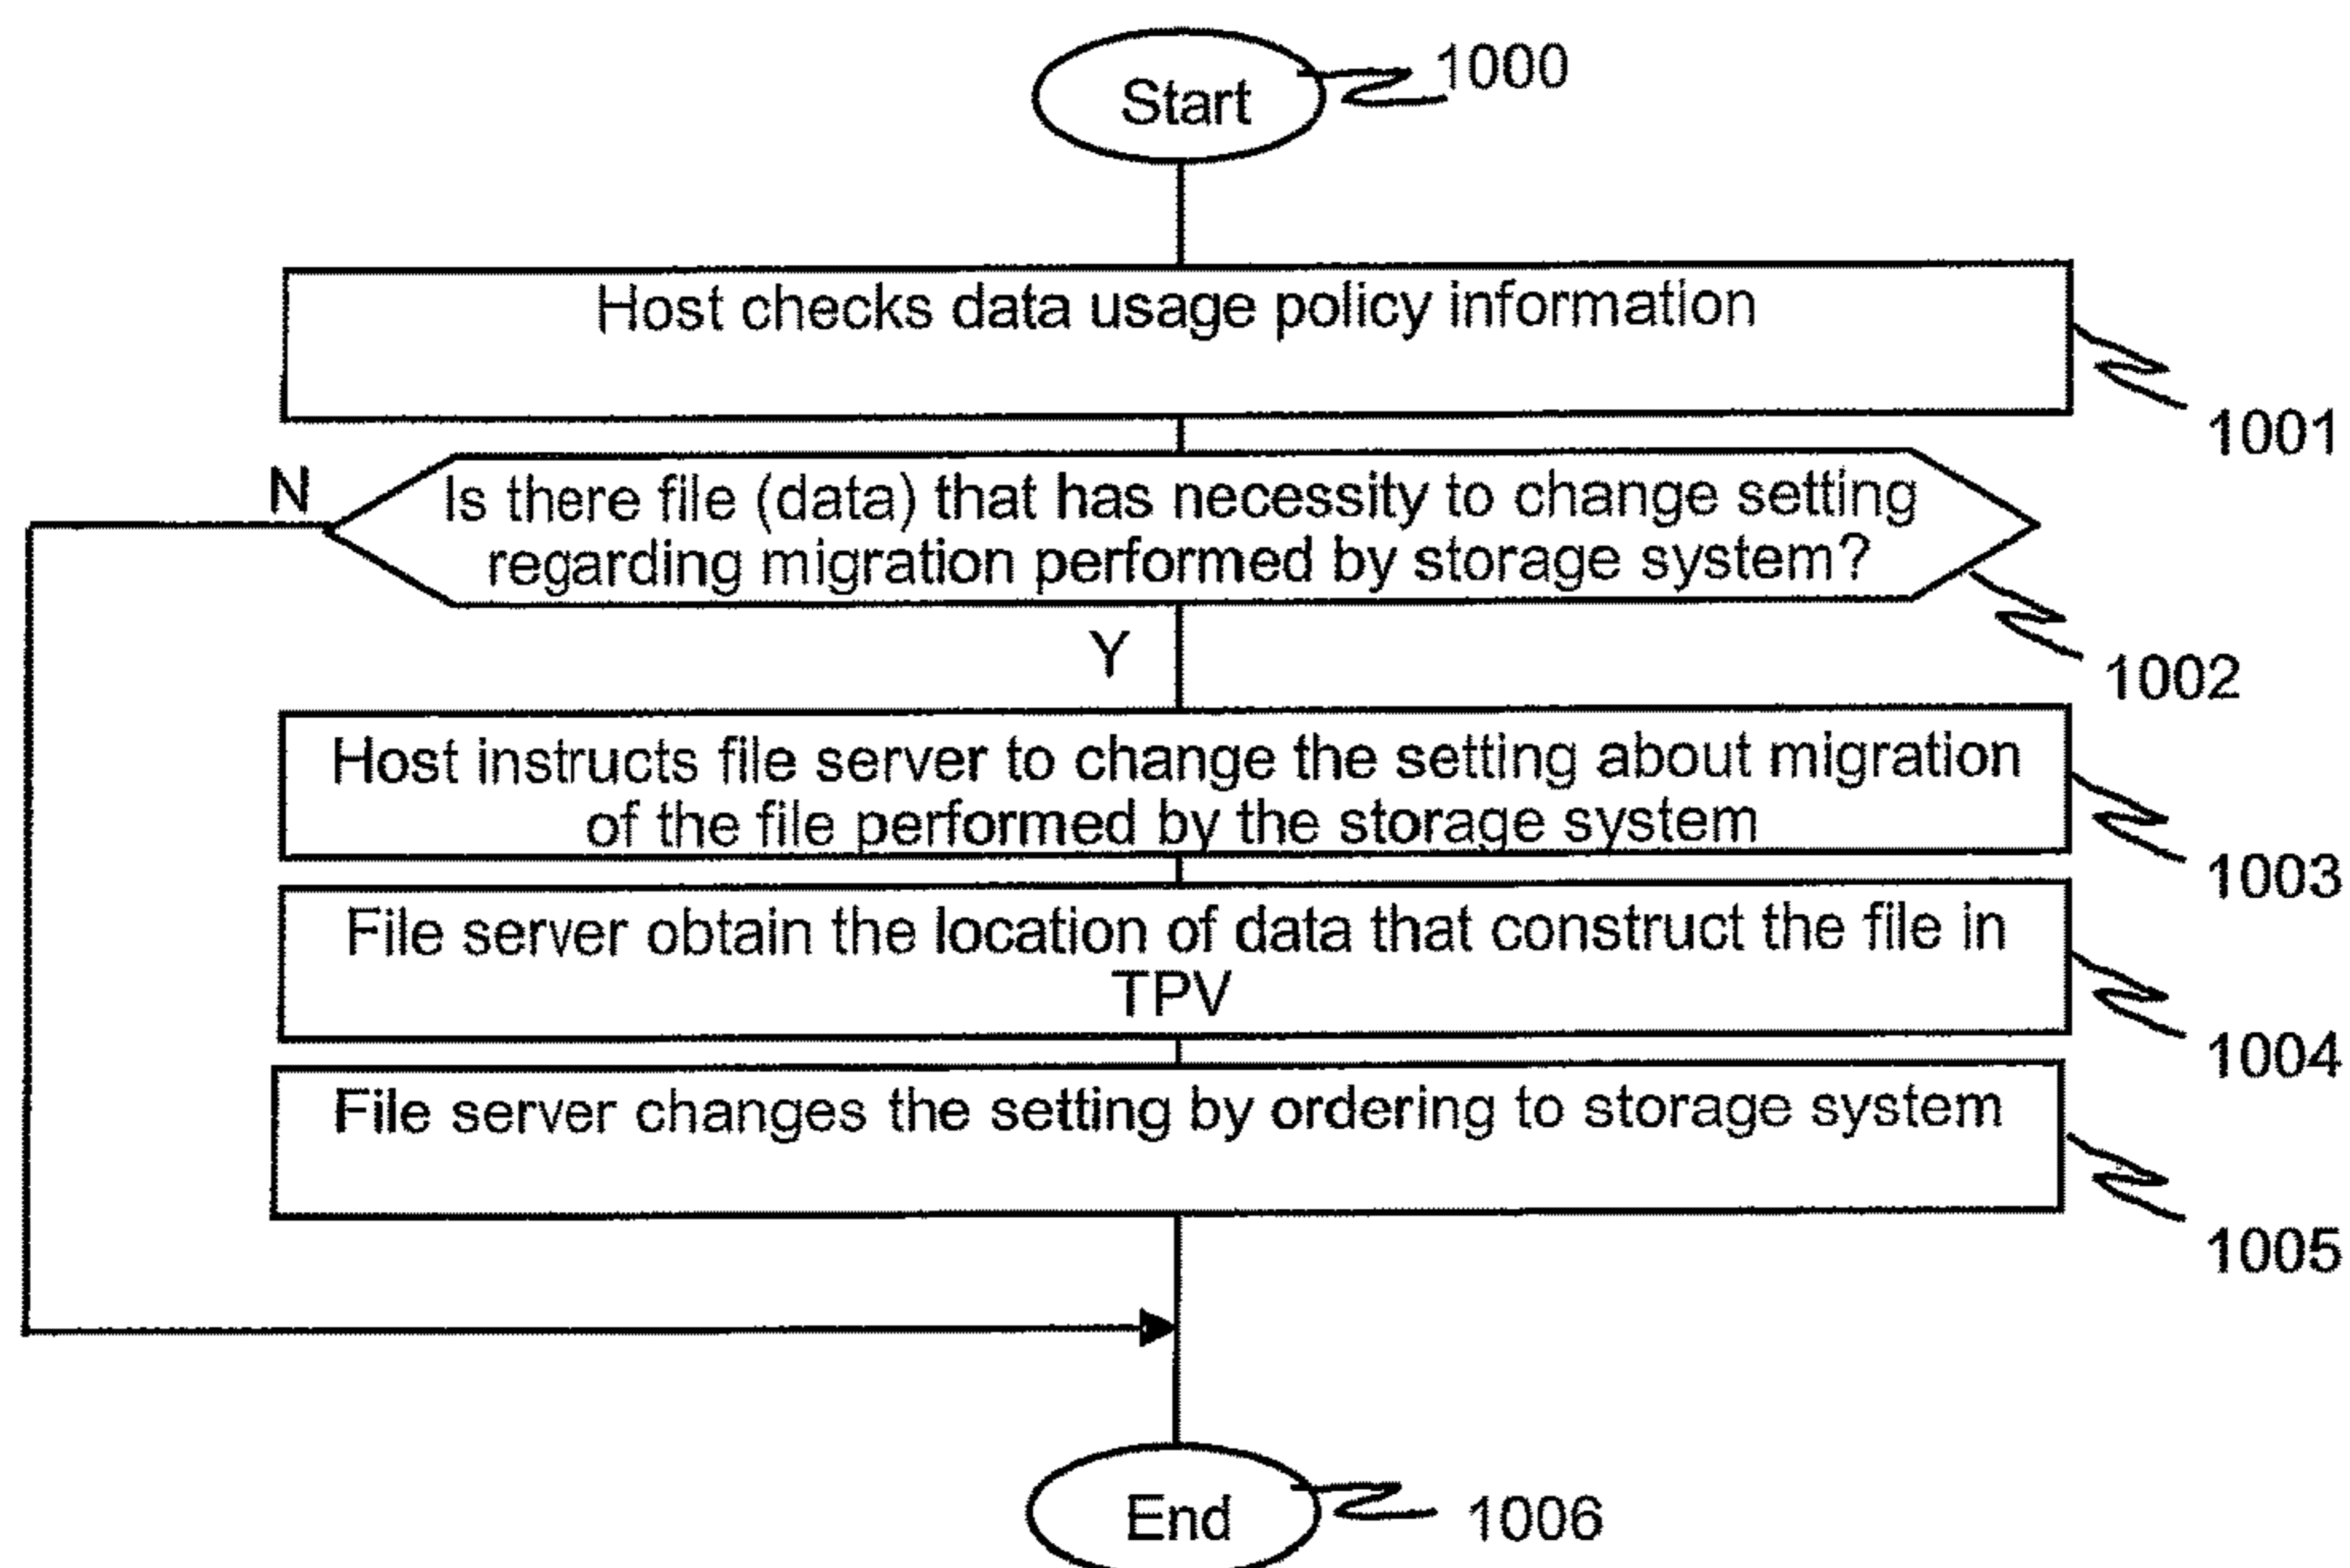 Start
1000
Host checks data usage policy information
1001
N
Is there file (data) that has necessity to change setting
regarding migration performed by storage system?
1002
Y
Host instructs file server to change the setting about migration
of the file performed by the storage system
1003
File server obtain the location of data that construct the file in
TPV
1004
File server changes the setting by ordering to storage system
1005
End
1006